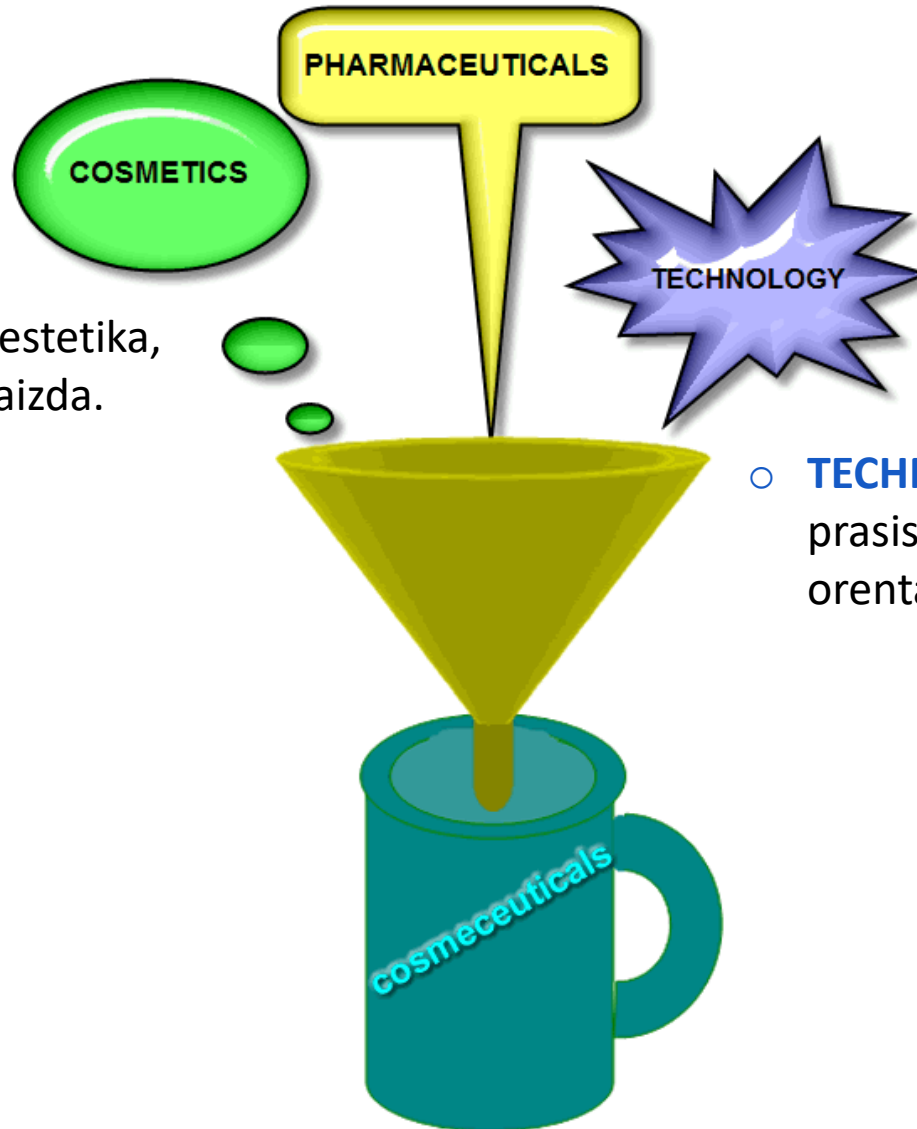 PHARMACEUTICALS
COSMETICS
TECHNOLOGY
estetika,
aizda.
○ TECH
prasis
orenta
cosmeceuticals